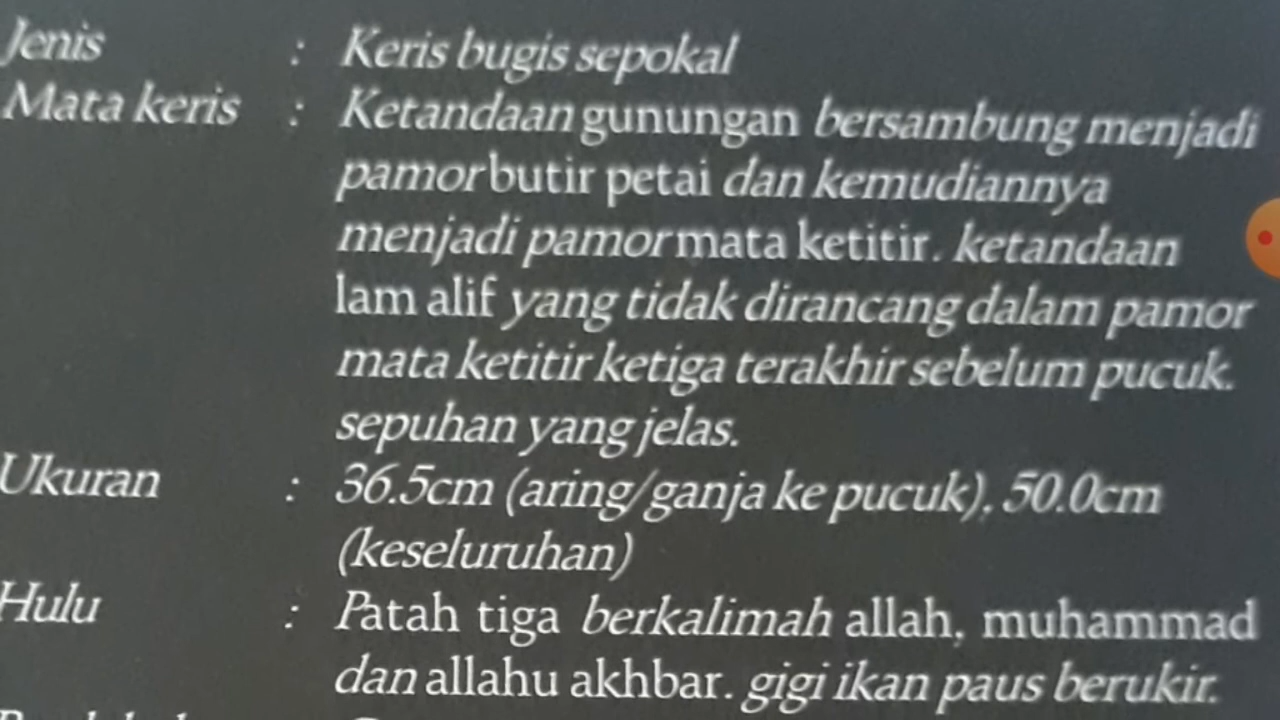 Jenis : Keris bugis sepokal
Mata keris : Ketandaan gunungan bersambung menjadi
pamor butir petai dan kemudiannya
menjadi pamor mata ketitir. ketandaan
lam alif yang tidak dirancang dalam pamor
mata ketitir ketiga terakhir sebelum pucuk.
sepuhan yang jelas.
Ukuran : 36.5cm (aring/ganja ke pucuk), 50.0cm
(keseluruhan)
Hulu : Patah tiga berkalimah allah, muhammad
dan allahu akhbar. gigi ikan paus berukir.